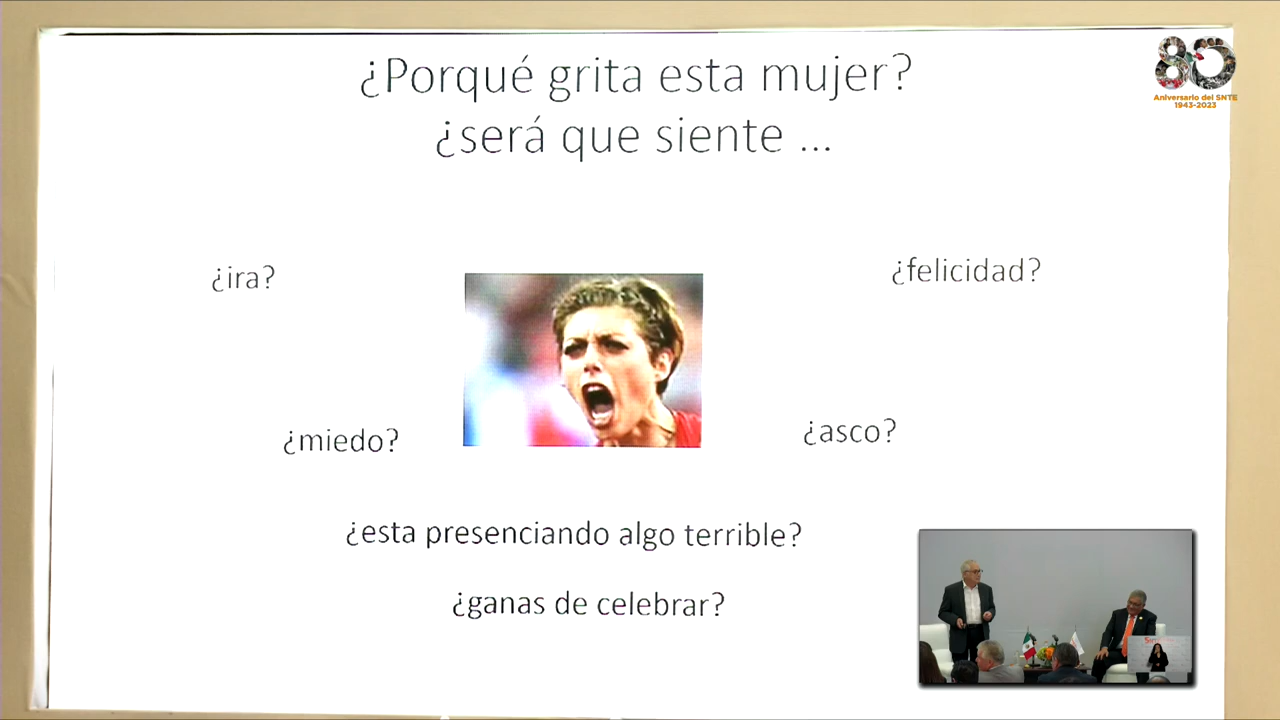 ¿Porqué grita esta mujer?
¿será que siente ...
80
Aniversario del SNTE
1943-2023
¿ira?
¿felicidad?
¿miedo?
¿asco?
¿esta presenciando algo terrible?
¿ganas de celebrar?